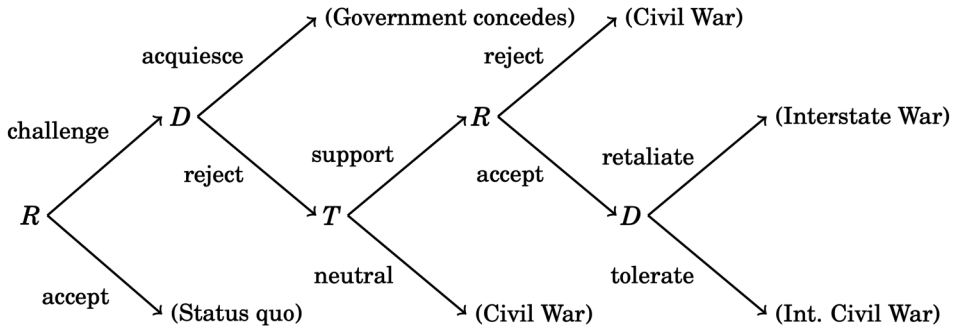 (Government concedes)
(Civil War)
acquiesce
reject
D
R
(Interstate War)
challenge
support
retaliate
reject
accept
R
T
D
neutral
tolerate
accept
(Status quo)
(Civil War)
(Int. Civil War)